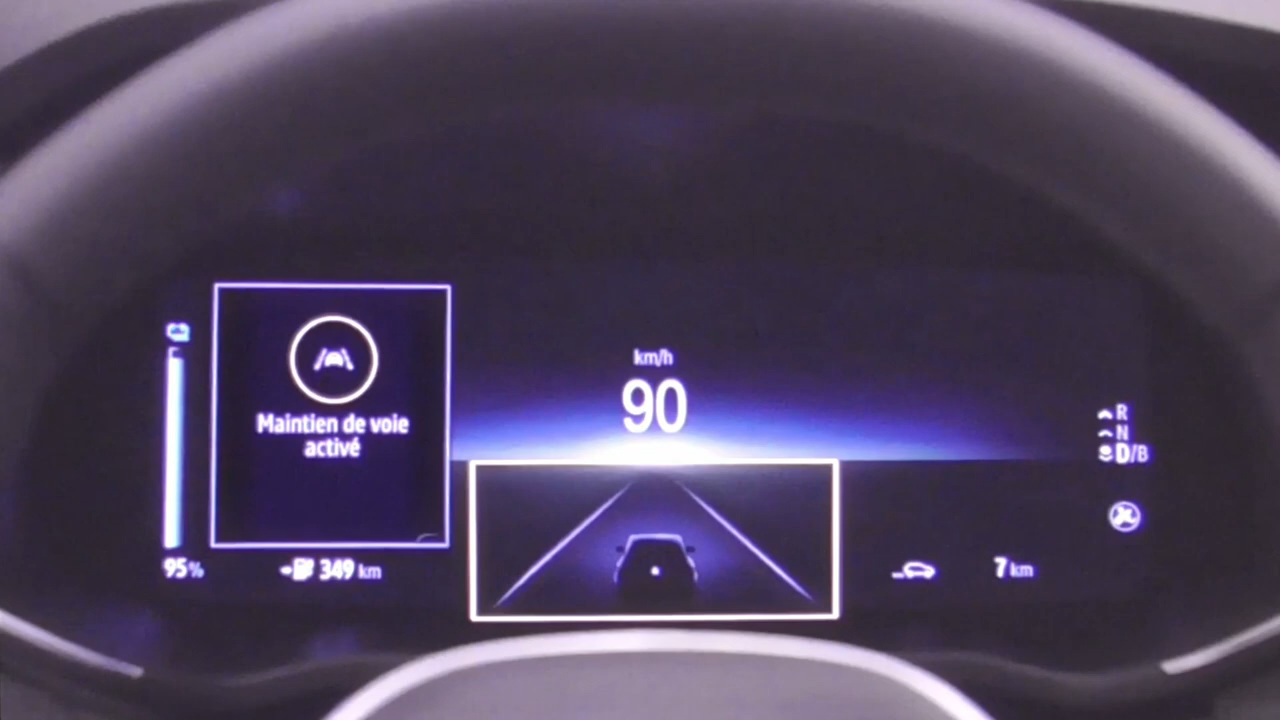 km/h
90
Maintien de voie
activé
R
N
D/B
95%
349 km
7 km